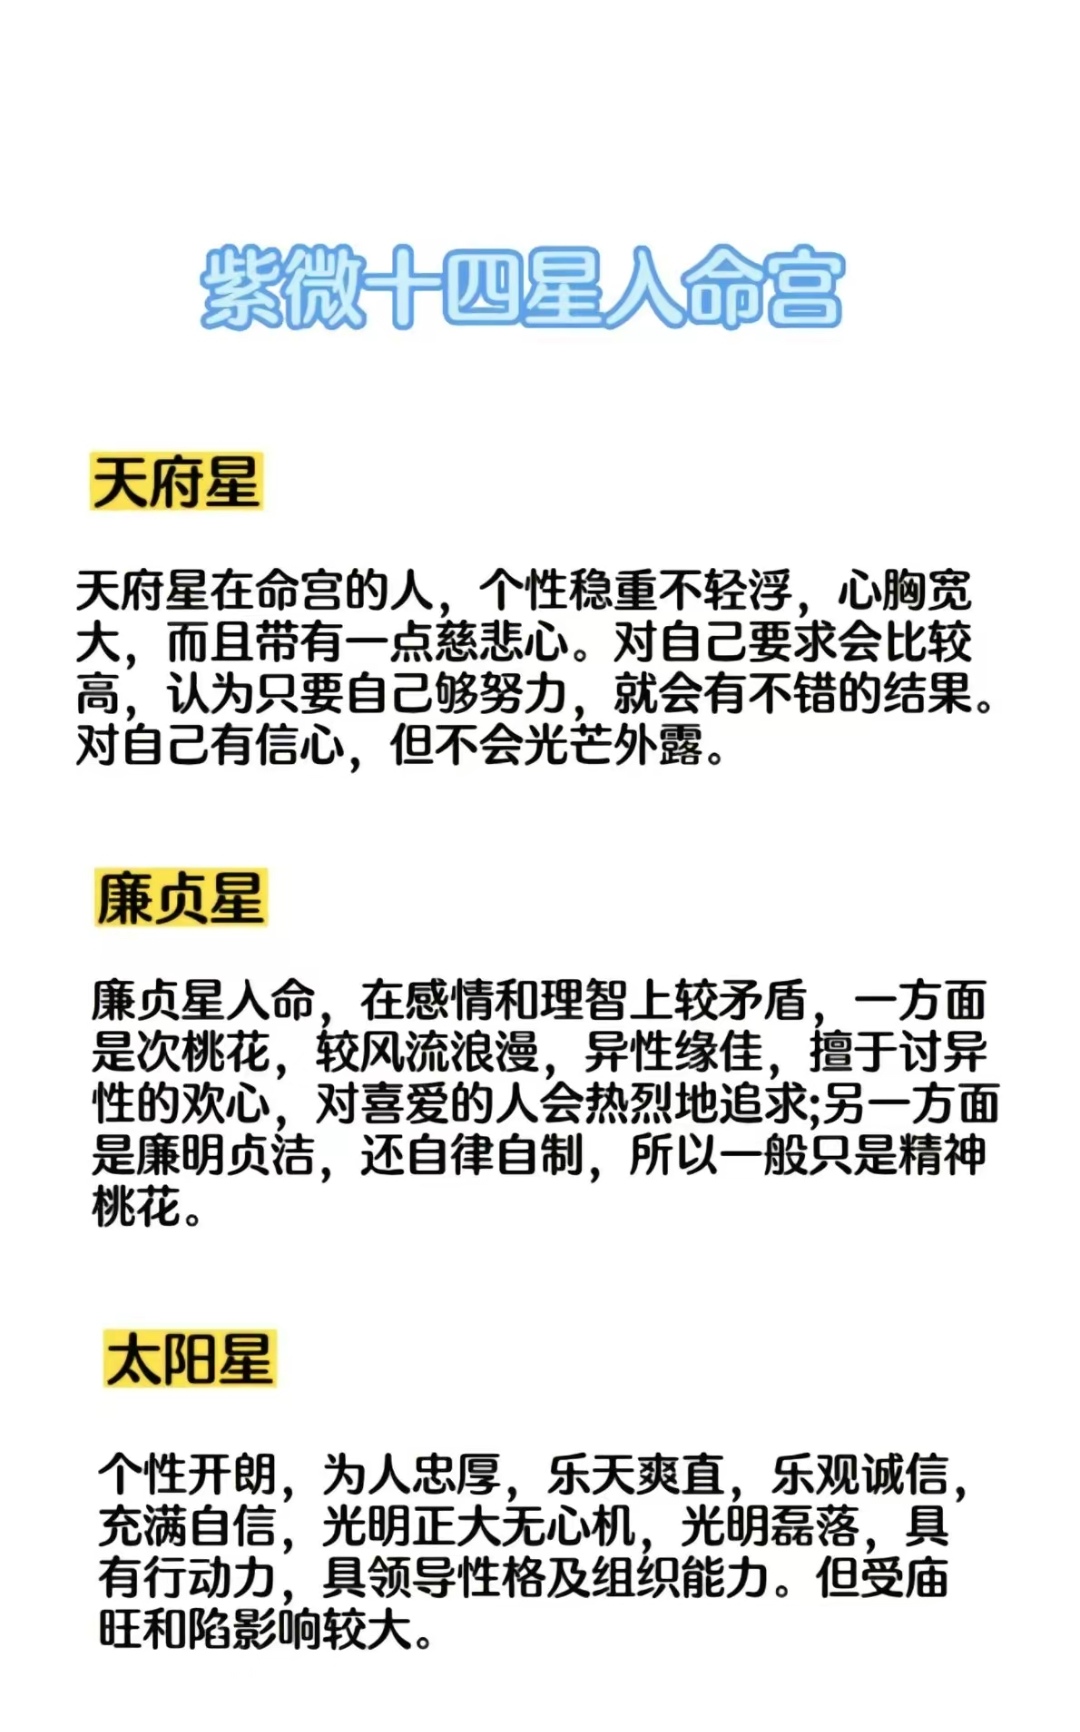 紫微十四星入命宫
天府星
天府星在命宫的人，个性稳重不轻浮，心胸宽
大，而且带有一点慈悲心。对自己要求会比较
高，认为只要自己够努力，就会有不错的结果。
对自己有信心，但不会光芒外露。
廉贞星
廉贞星入命，在感情和理智上较矛盾，一方面
是次桃花，较风流浪漫，异性缘佳，擅于讨异
性的欢心，对喜爱的人会热烈地追求;另一方面
是廉明贞洁，还自律自制，所以一般只是精神
桃花。
太阳星
个性开朗，为人忠厚，乐天爽直，乐观诚信，
充满自信，光明正大无心机，光明磊落，具
有行动力，具领导性格及组织能力。但受庙
旺和陷影响较大。